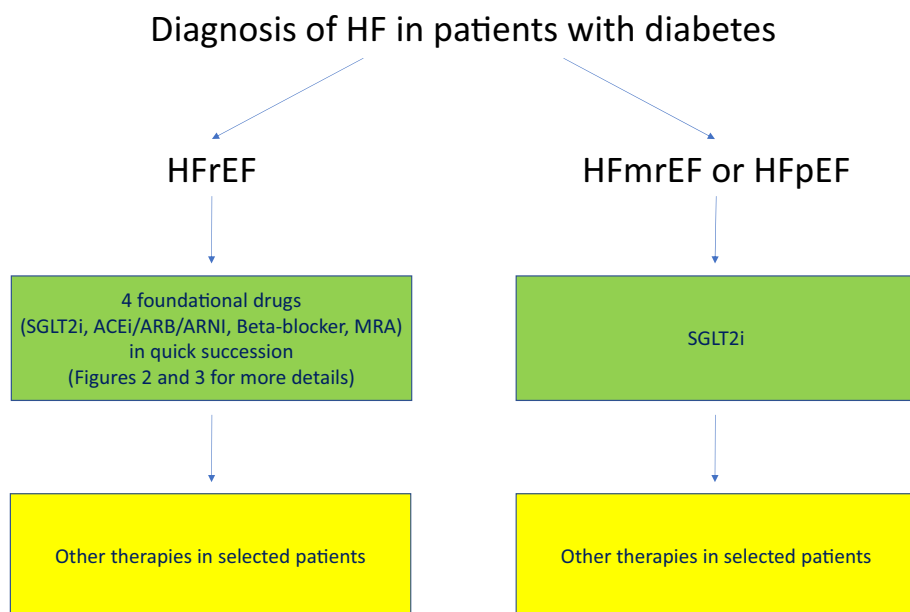 Diagnosis of HF in patients with diabetes
HFrEF
HFmrEF or HFpEF
4 foundational drugs
(SGLT2i, ACEi/ARB/ARNI, Beta-blocker, MRA)
in quick succession
(Figures 2 and 3 for more details)
SGLT2i
Other therapies in selected patients
Other therapies in selected patients